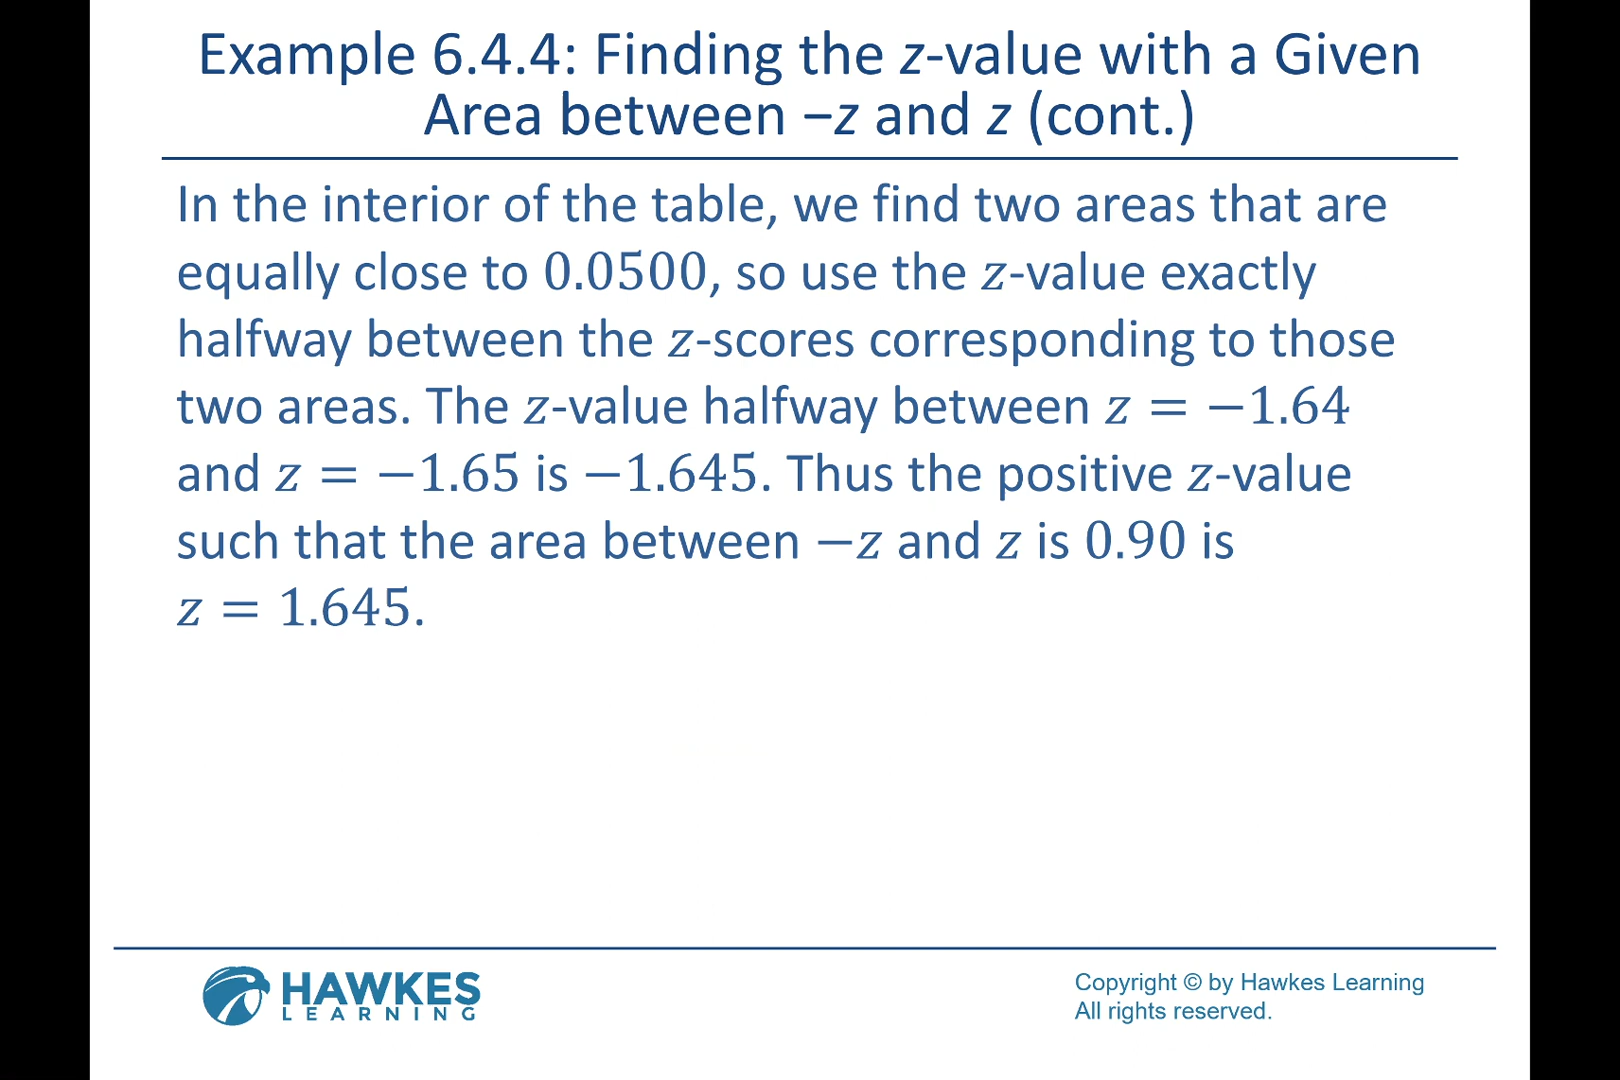 Example 6.4.4: Finding the z-value with a Given
Area between −z and z (cont.)
In the interior of the table, we find two areas that are
equally close to 0.0500, so use the z-value exactly
halfway between the z-scores corresponding to those
two areas. The z-value halfway between z = −1.64
and z = −1.65 is −1.645. Thus the positive z-value
such that the area between −z and z is 0.90 is
z = 1.645.
HAWKES
LEARNING
Copyright © by Hawkes Learning
All rights reserved.